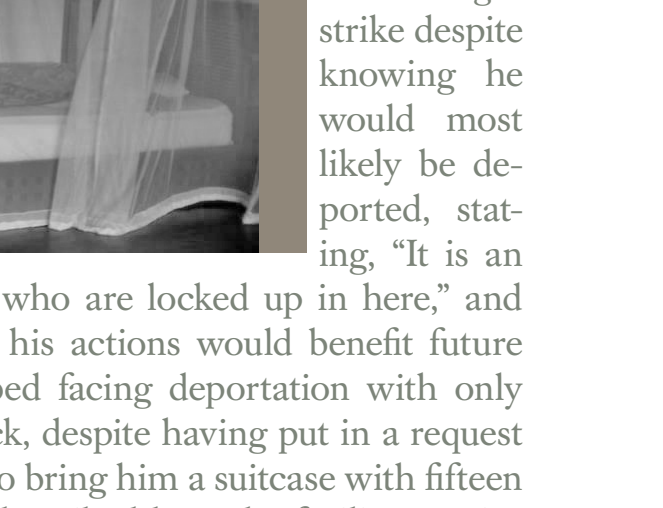 strike despite
knowing he
would most
likely be de-
ported, stat-
ing, “It is an
who are locked up in here,” and
his actions would benefit future
facing deportation with only
despite having put in a request
bring him a suitcase with fifteen